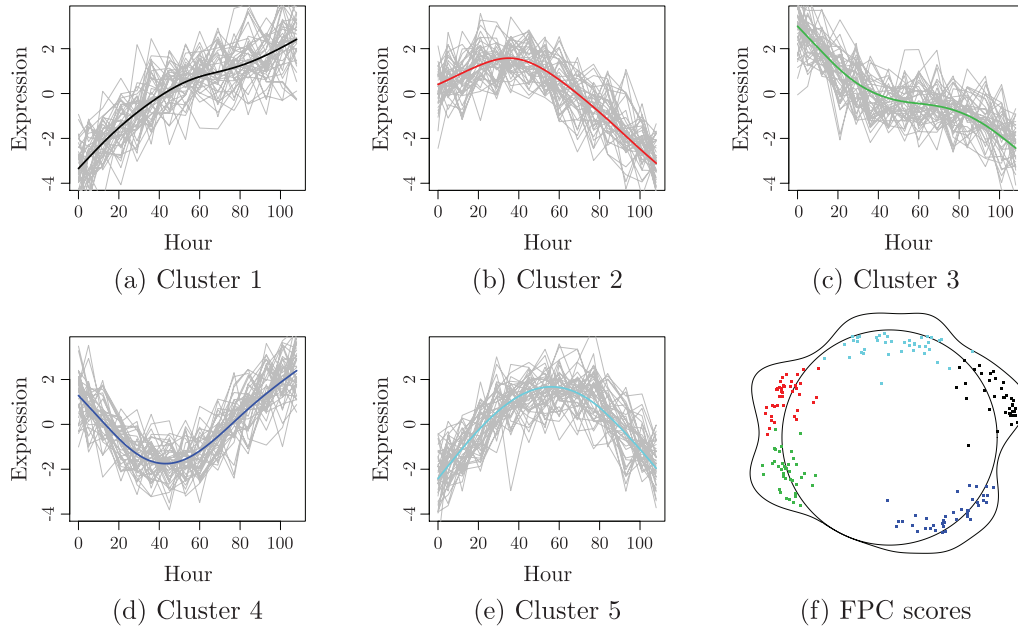 Expression
2
0
-2
-4
0 20 40 60 80 100
Hour
(a) Cluster 1
Expression
2
0
-2
-4
0 20 40 60 80 100
Hour
(b) Cluster 2
Expression
2
0
-2
-4
0 20 40 60 80 100
Hour
(c) Cluster 3
Expression
2
0
-2
-4
0 20 40 60 80 100
Hour
(d) Cluster 4
Expression
2
0
-2
-4
0 20 40 60 80 100
Hour
(e) Cluster 5
(f) FPC scores